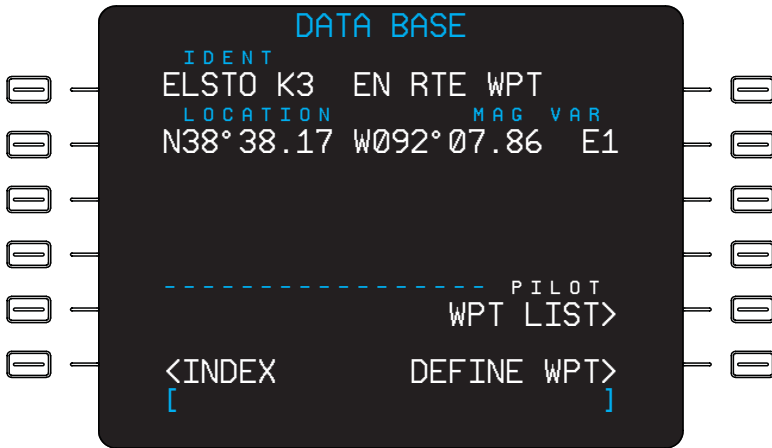 DATA BASE
IDENT
ELSTO K3 EN RTE WPT
LOCATION MAG VAR
N38°38.17 W092°07.86 E1
----------------- PILOT
WPT LIST>
<INDEX DEFINE WPT>
[ ]